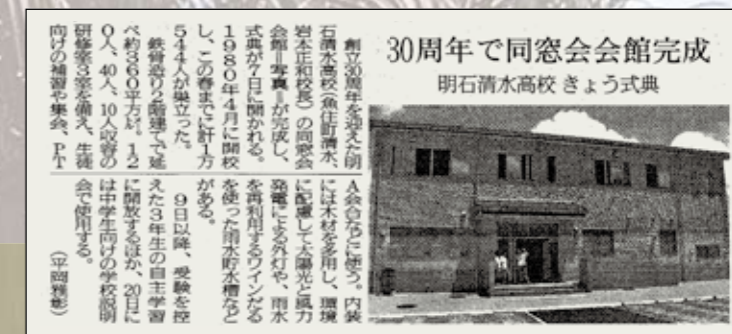 30周年で同窓会会館完成
明石清水高校 きょう式典
創立30周年を迎えた明
石清水高校(魚住町清水、
岩本正和校長)の同窓会
会館=写真=が完成し、
式典が7日に開かれる。
1980年4月に開校
し、この春までに計1万
544人が巣立った。
鉄骨造り2階建てで延
べ約360平方㍍。12
0人、40人、10人収容の
研修室3室を備え、生徒
向けの補習や集会、PT
A会合などに使う。内装
には木材を多用し、環境
に配慮して太陽光と風力
発電による外灯や、雨水
を再利用するワインだる
を使った雨水貯水槽など
がある。
9日以降、受験を控
えた3年生の自主学習
に開放するほか、20日に
は中学生向けの学校説明
会で使用する。
(平岡雅彰)